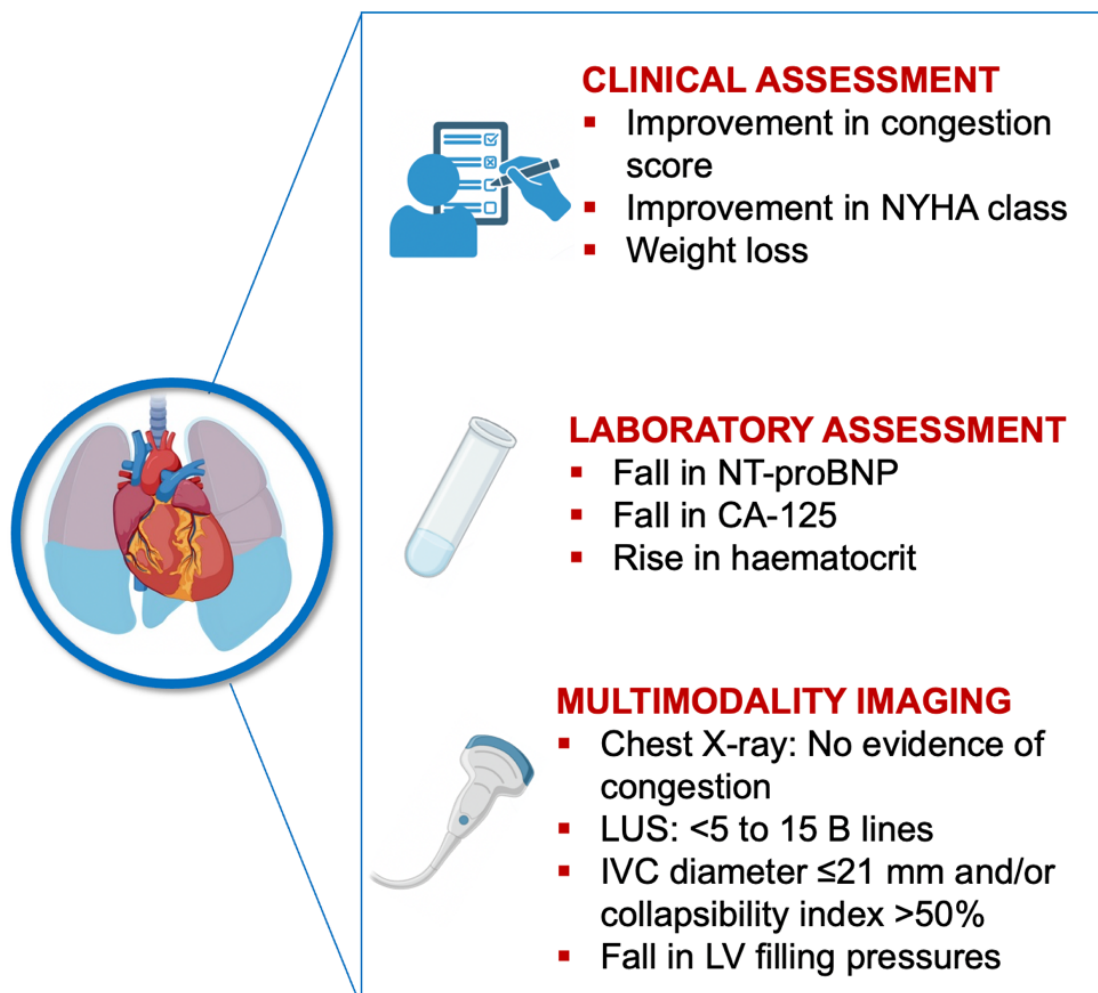 CLINICAL ASSESSMENT
▪ Improvement in congestion
score
▪ Improvement in NYHA class
▪ Weight loss
LABORATORY ASSESSMENT
▪ Fall in NT-proBNP
▪ Fall in CA-125
▪ Rise in haematocrit
MULTIMODALITY IMAGING
▪ Chest X-ray: No evidence of
congestion
▪ LUS: <5 to 15 B lines
▪ IVC diameter ≤21 mm and/or
collapsibility index >50%
▪ Fall in LV filling pressures